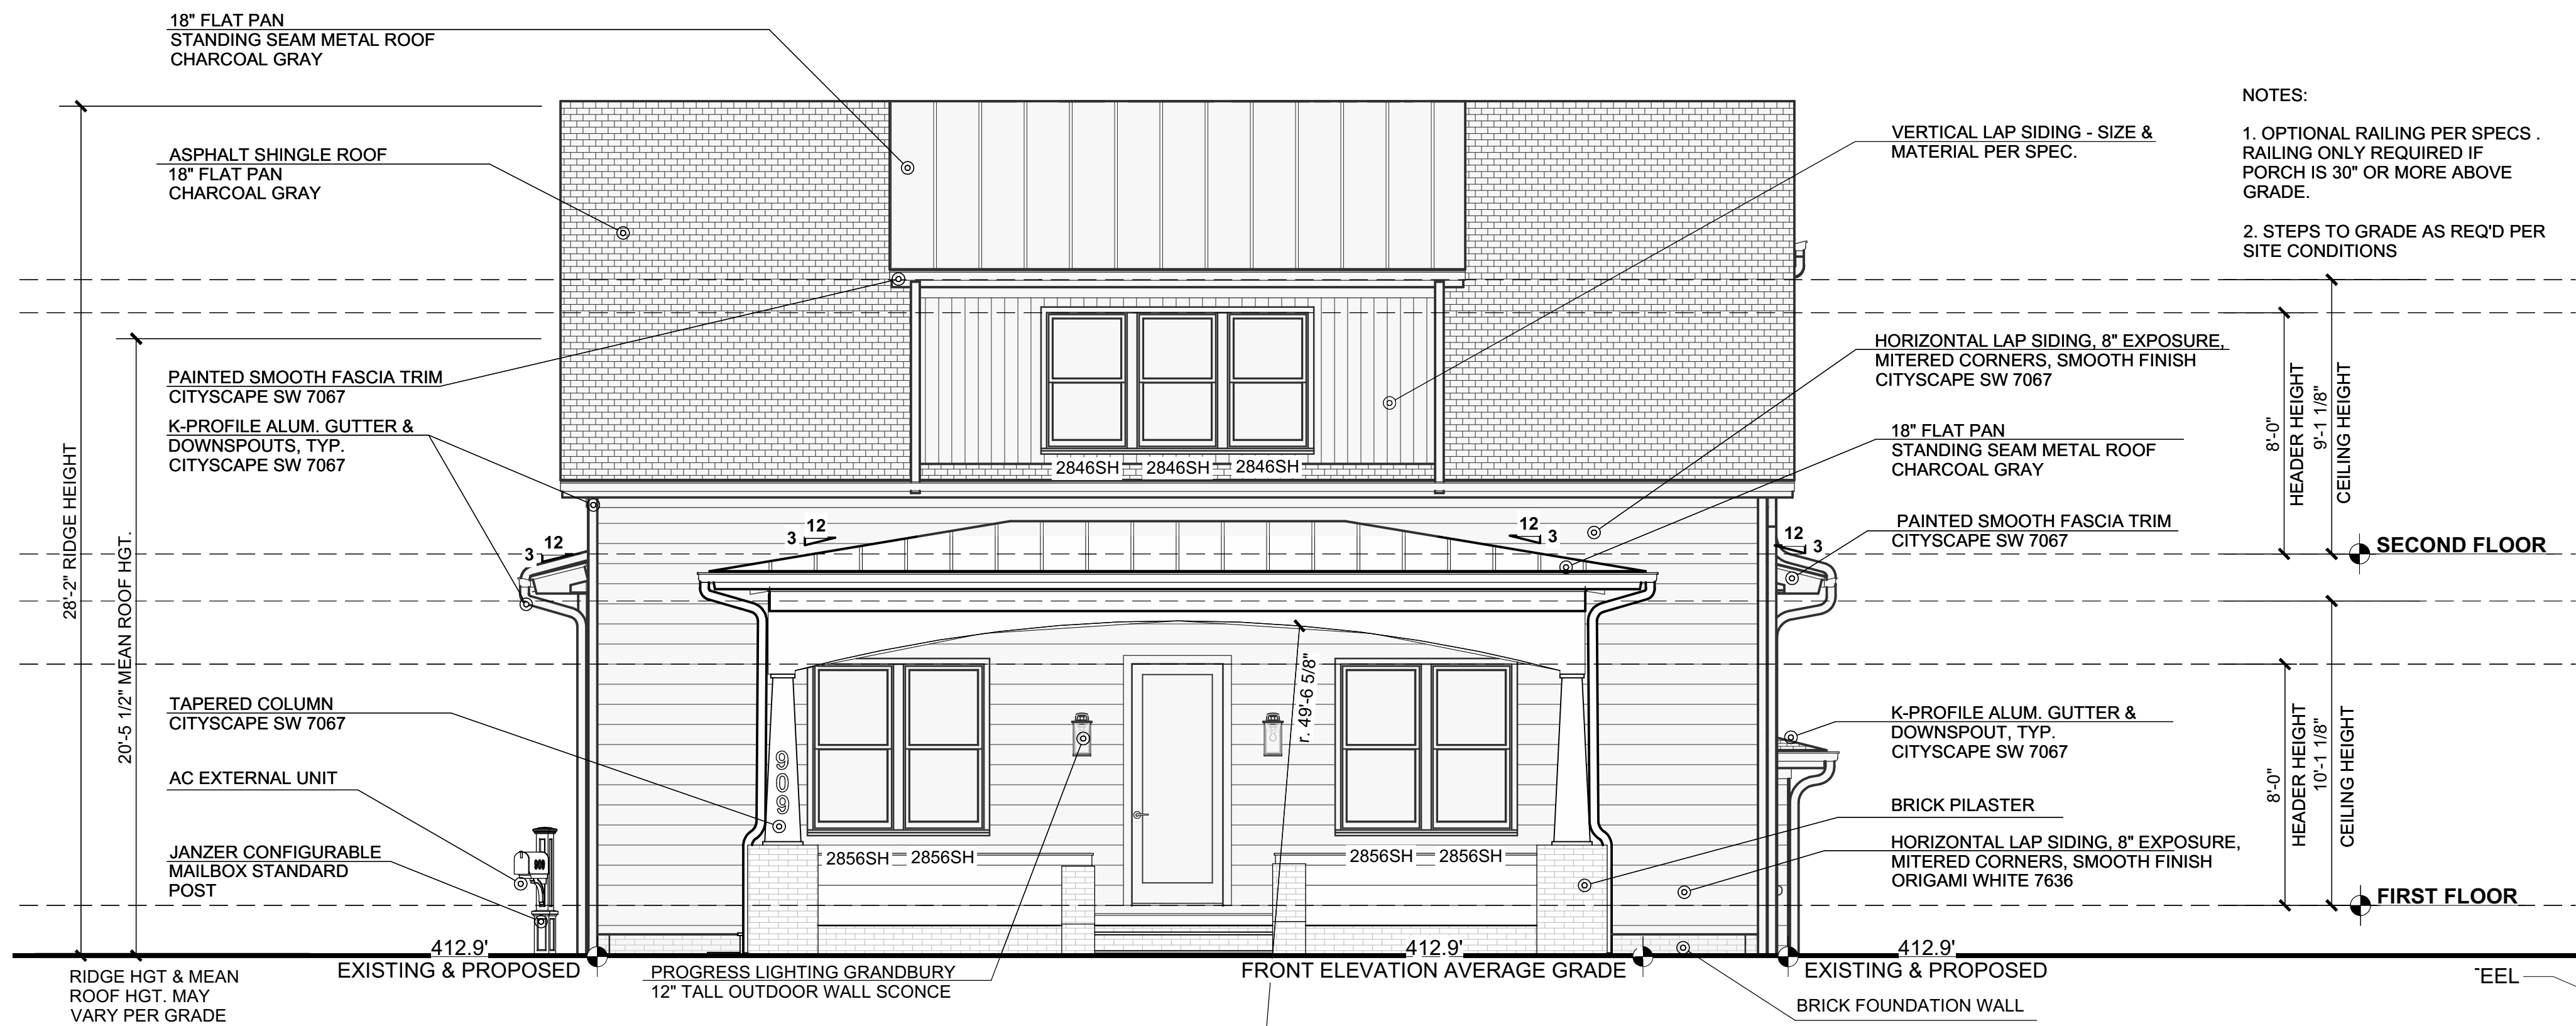 18" FLAT PAN
STANDING SEAM METAL ROOF
CHARCOAL GRAY
ASPHALT SHINGLE ROOF
18" FLAT PAN
CHARCOAL GRAY
PAINTED SMOOTH FASCIA TRIM
CITYSCAPE SW 7067
K-PROFILE ALUM. GUTTER &
DOWNSPOUTS, TYP.
CITYSCAPE SW 7067
28'-2" RIDGE HEIGHT
20'-5 1/2" MEAN ROOF HGT.
TAPERED COLUMN
CITYSCAPE SW 7067
AC EXTERNAL UNIT
JANZER CONFIGURABLE
MAILBOX STANDARD
POST
RIDGE HGT & MEAN
ROOF HGT. MAY
VARY PER GRADE
412.9'
EXISTING & PROPOSED
12
3
12
3
12
3
12
3
2846SH 2846SH 2846SH
r. 49'-6 5/8"
909
909
2856SH 2856SH
2856SH 2856SH
PROGRESS LIGHTING GRANDBURY
12" TALL OUTDOOR WALL SCONCE
412.9'
FRONT ELEVATION AVERAGE GRADE
412.9'
EXISTING & PROPOSED
VERTICAL LAP SIDING - SIZE &
MATERIAL PER SPEC.
HORIZONTAL LAP SIDING, 8" EXPOSURE,
MITERED CORNERS, SMOOTH FINISH
CITYSCAPE SW 7067
18" FLAT PAN
STANDING SEAM METAL ROOF
CHARCOAL GRAY
PAINTED SMOOTH FASCIA TRIM
CITYSCAPE SW 7067
K-PROFILE ALUM. GUTTER &
DOWNSPOUT, TYP.
CITYSCAPE SW 7067
BRICK PILASTER
HORIZONTAL LAP SIDING, 8" EXPOSURE,
MITERED CORNERS, SMOOTH FINISH
ORIGAMI WHITE 7636
BRICK FOUNDATION WALL
NOTES:
1. OPTIONAL RAILING PER SPECS .
RAILING ONLY REQUIRED IF
PORCH IS 30" OR MORE ABOVE
GRADE.
2. STEPS TO GRADE AS REQ'D PER
SITE CONDITIONS
8'-0"
HEADER HEIGHT
9'-1 1/8"
CEILING HEIGHT
SECOND FLOOR
8'-0"
HEADER HEIGHT
10'-1 1/8"
CEILING HEIGHT
FIRST FLOOR